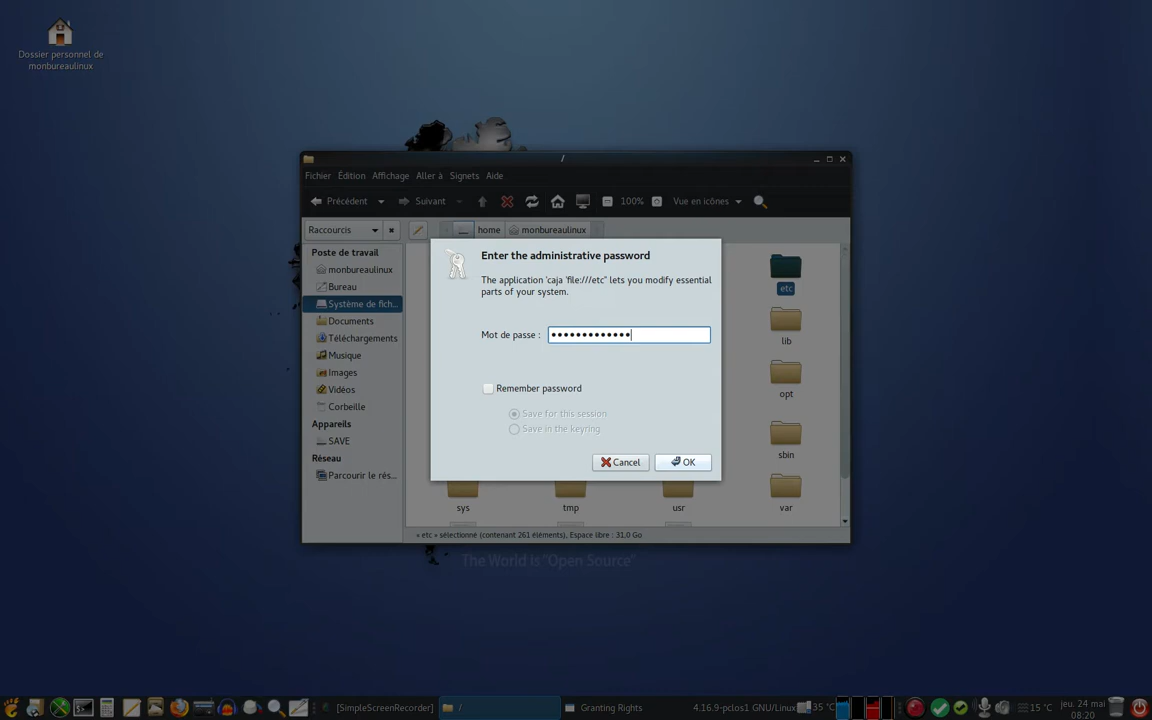 Dossier personnel de
monbureaulinux
/
Fichier Édition Affichage Aller à Signets Aide
Précédent Suivant 100% Vue en icônes
Raccourcis home monbureaulinux
Poste de travail
monbureaulinux
Bureau
Système de fich...
Documents
Téléchargements
Musique
Images
Vidéos
Corbeille
Appareils
SAVE
Réseau
Parcourir le rés...
Enter the administrative password
The application 'caja 'file:///etc'' lets you modify essential
parts of your system.
Mot de passe :
Remember password
Save for this session
Save in the keyring
Cancel OK
etc
lib
opt
sbin
sys tmp usr var
« etc » sélectionné (contenant 261 éléments), Espace libre : 31,0 Go
The World is "Open Source"
[SimpleScreenRecorder] / Granting Rights 4.16.9-pclos1 GNU/Linux 35 °C 15 °C jeu. 24 mai
08:20